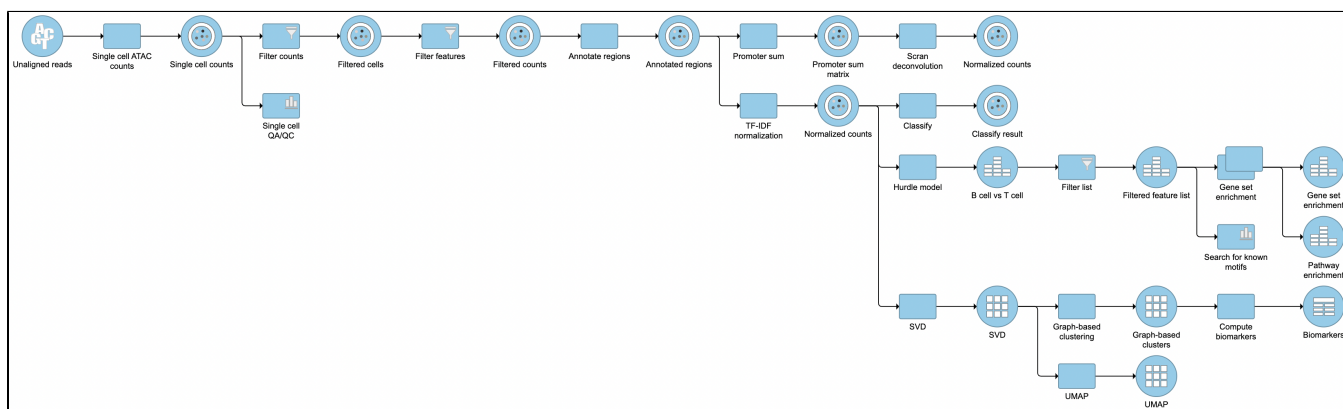 ACGT
Unaligned reads
Single cell ATAC
counts
Single cell counts
Filter counts
Filtered cells
Filter features
Filtered counts
Annotate regions
Annotated regions
Promoter sum
Promoter sum
matrix
Scran
deconvolution
Normalized counts
Single cell
QA/QC
TF-IDF
normalization
Normalized counts
Classify
Classify result
Hurdle model
B cell vs T cell
Filter list
Filtered feature list
Gene set
enrichment
Gene set
enrichment
Search for known
motifs
Pathway
enrichment
SVD
SVD
Graph-based
clustering
Graph-based
clusters
Compute
biomarkers
Biomarkers
UMAP
UMAP